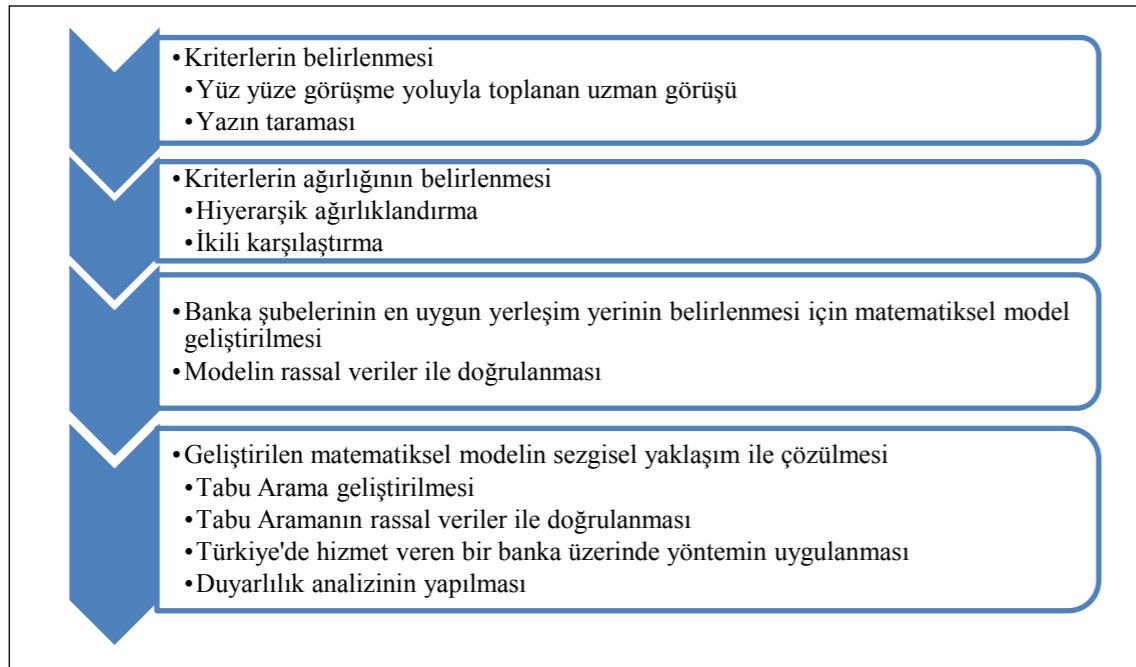 •Kriterlerin belirlenmesi
•Yüz yüze görüşme yoluyla toplanan uzman görüşü
•Yazın taraması
•Kriterlerin ağırlığının belirlenmesi
•Hiyerarşik ağırlıklandırma
•İkili karşılaştırma
•Banka şubelerinin en uygun yerleşim yerinin belirlenmesi için matematiksel model
geliştirilmesi
•Modelin rassal veriler ile doğrulanması
•Geliştirilen matematiksel modelin sezgisel yaklaşım ile çözülmesi
•Tabu Arama geliştirilmesi
•Tabu Aramanın rassal veriler ile doğrulanması
•Türkiye'de hizmet veren bir banka üzerinde yöntemin uygulanması
•Duyarlılık analizinin yapılması